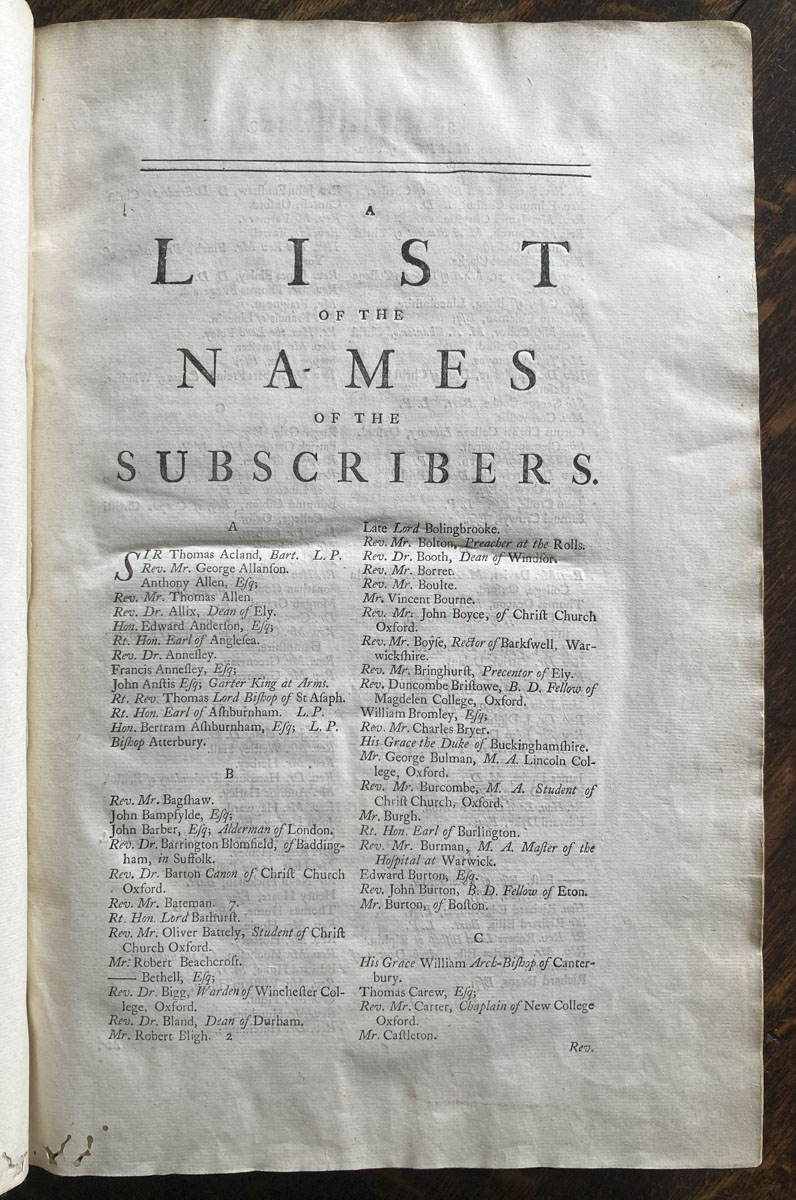 A
LIST
OF THE
NAMES
OF THE
SUBSCRIBERS.
A
SIR Thomas Acland, Bart. L. P.
Rev. Mr. George Allanſon.
Anthony Allen, Eſq;
Rev. Mr. Thomas Allen.
Rev. Dr. Allix, Dean of Ely.
Hon. Edward Anderſon, Eſq;
Rt. Hon. Earl of Angleſea.
Rev. Dr. Anneſley.
Francis Anneſley, Eſq;
John Anſtis Eſq; Garter King at Arms.
Rt. Rev. Thomas Lord Biſhop of St Aſaph.
Rt. Hon. Earl of Aſhburnham. L. P.
Hon. Bertram Aſhburnham, Eſq; L. P.
Biſhop Atterbury.
B
Rev. Mr. Bagſhaw.
John Bampfylde, Eſq;
John Barber, Eſq; Alderman of London.
Rev. Dr. Barrington Blomfield, of Badding-
ham, in Suffolk.
Rev. Dr. Barton Canon of Chriſt Church
Oxford.
Rev. Mr. Bateman. 7.
Rt. Hon. Lord Bathurſt.
Rev. Mr. Oliver Battely, Student of Chriſt
Church Oxford.
Mr. Robert Beachcroft.
—— Bethell, Eſq;
Rev. Dr. Bigg, Warden of Wincheſter Col-
lege, Oxford.
Rev. Dr. Bland, Dean of Durham.
Mr. Robert Bligh. 2
Late Lord Bolingbrooke.
Rev. Mr. Bolton, Preacher at the Rolls.
Rev. Dr. Booth, Dean of Windſor.
Rev. Mr. Borret.
Rev. Mr. Boulte.
Mr. Vincent Bourne.
Rev. Mr. John Boyce, of Chriſt Church
Oxford.
Rev. Mr. Boyſe, Rector of Barkſwell, War-
wickſhire.
Rev. Mr. Bringhurſt, Precentor of Ely.
Rev. Duncombe Briſtowe, B. D. Fellow of
Magdelen College, Oxford.
William Bromley, Eſq;
Rev. Mr. Charles Bryer.
His Grace the Duke of Buckinghamſhire.
Mr. George Bulman, M. A. Lincoln Col-
lege, Oxford.
Rev. Mr. Burcombe, M. A. Student of
Chriſt Church, Oxford.
Mr. Burgh.
Rt. Hon. Earl of Burlington.
Rev. Mr. Burman, M. A. Maſter of the
Hoſpital at Warwick.
Edward Burton, Eſq.
Rev. John Burton, B. D. Fellow of Eton.
Mr. Burton, of Boſton.
C
His Grace William Arch-Biſhop of Canter-
bury.
Thomas Carew, Eſq;
Rev. Mr. Carter, Chaplain of New College
Oxford.
Mr. Caſtleton.
Rev.